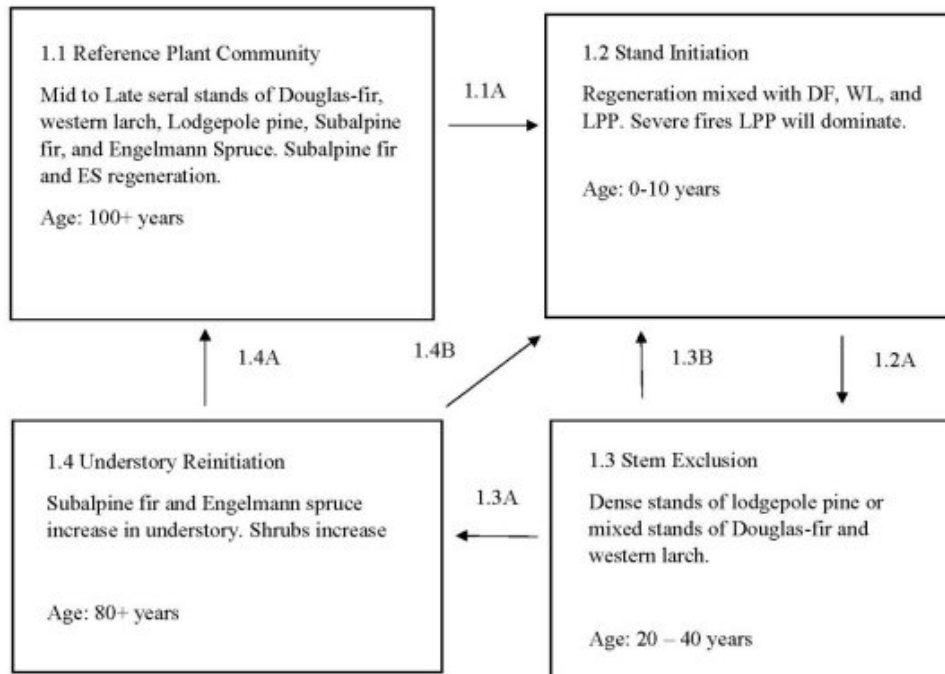 1.1 Reference Plant Community
Mid to Late seral stands of Douglas-fir,
western larch, Lodgepole pine, Subalpine
fir, and Engelmann Spruce. Subalpine fir
and ES regeneration.
Age: 100+ years
1.1A
1.2 Stand Initiation
Regeneration mixed with DF, WL, and
LPP. Severe fires LPP will dominate.
Age: 0-10 years
1.4A
1.4B
1.3B
1.2A
1.4 Understory Reinitiation
Subalpine fir and Engelmann spruce
increase in understory. Shrubs increase
Age: 80+ years
1.3A
1.3 Stem Exclusion
Dense stands of lodgepole pine or
mixed stands of Douglas-fir and
western larch.
Age: 20 – 40 years